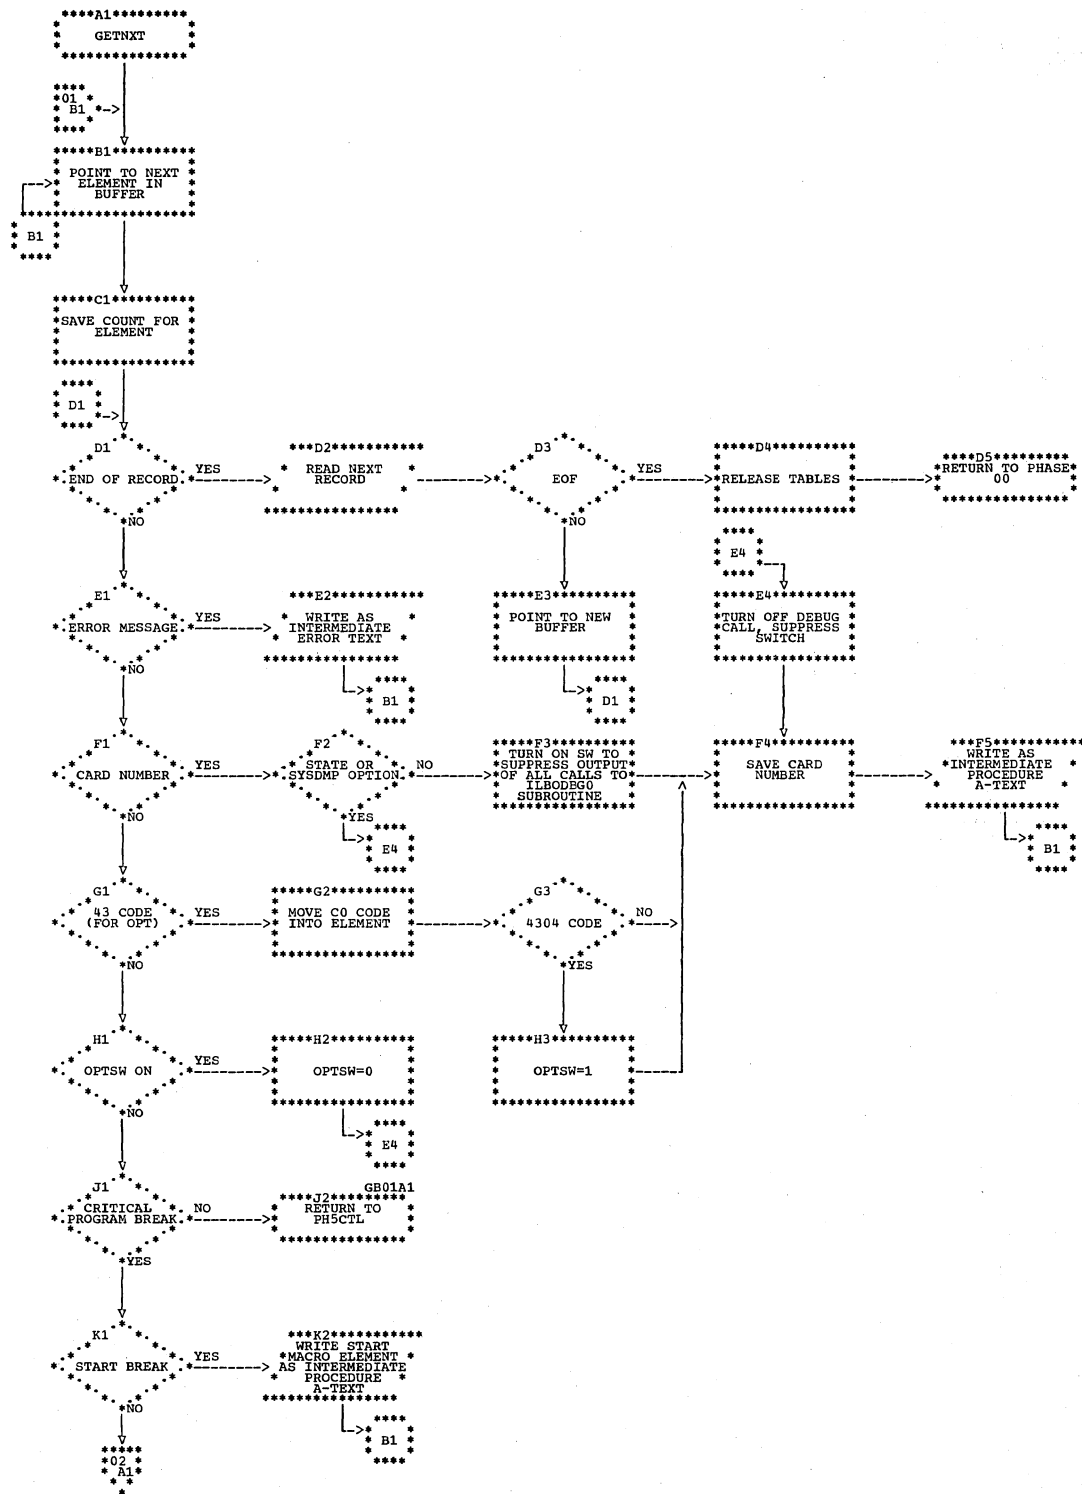 A1
GETNXT
01
B1
B1
POINT TO NEXT
ELEMENT IN
BUFFER
B1
C1
SAVE COUNT FOR
ELEMENT
D1
D1
END OF RECORD
YES
NO
D2
READ NEXT
RECORD
D3
EOF
YES
NO
D4
RELEASE TABLES
D5
RETURN TO PHASE
00
E4
E1
ERROR MESSAGE
YES
NO
E2
WRITE AS
INTERMEDIATE
ERROR TEXT
B1
E3
POINT TO NEW
BUFFER
D1
E4
TURN OFF DEBUG
CALL, SUPPRESS
SWITCH
F1
CARD NUMBER
YES
NO
F2
STATE OR
SYSDMP OPTION
NO
YES
E4
F3
TURN ON SW TO
SUPPRESS OUTPUT
OF ALL CALLS TO
ILBODBG0
SUBROUTINE
F4
SAVE CARD
NUMBER
F5
WRITE AS
INTERMEDIATE
PROCEDURE
A-TEXT
B1
G1
43 CODE
(FOR OPT)
YES
NO
G2
MOVE C0 CODE
INTO ELEMENT
G3
4304 CODE
NO
YES
H1
OPTSW ON
YES
NO
H2
OPTSW=0
E4
H3
OPTSW=1
J1
CRITICAL
PROGRAM BREAK
NO
YES
GB01A1
J2
RETURN TO
PH5CTL
K1
START BREAK
YES
NO
K2
WRITE START
MACRO ELEMENT
AS INTERMEDIATE
PROCEDURE
A-TEXT
B1
02
A1